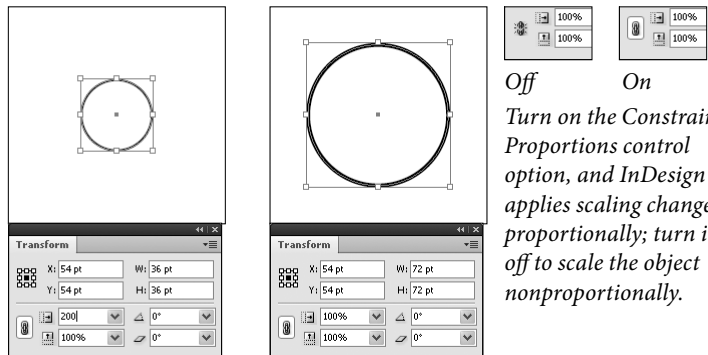 100%
100%
100%
100%
Off On
Turn on the Constrain
Proportions control
option, and InDesign
applies scaling change
proportionally; turn i
off to scale the object
nonproportionally.
Transform
X: 54 pt W: 36 pt
Y: 54 pt H: 36 pt
200 0°
100% 0°
Transform
X: 54 pt W: 72 pt
Y: 54 pt H: 72 pt
100% 0°
100% 0°